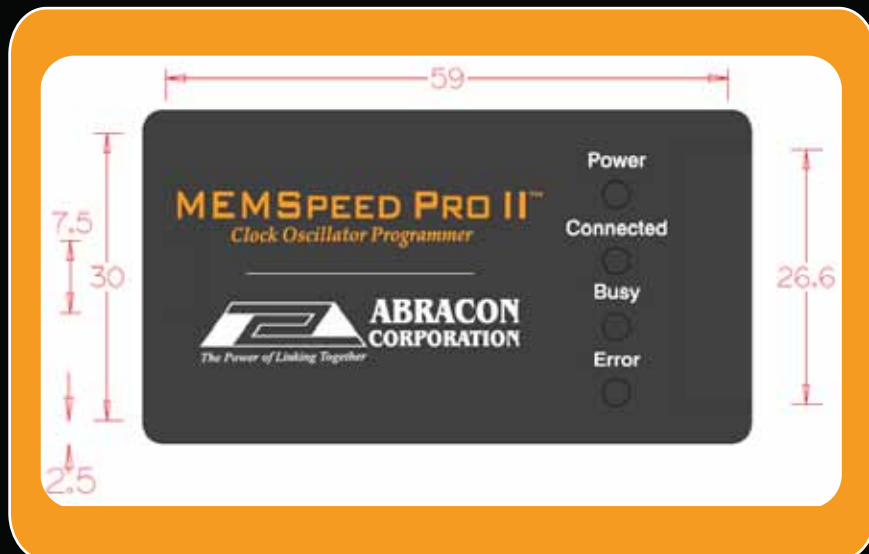 59
Power
MEMSPEED PRO II™
Clock Oscillator Programmer
Connected
7.5
30
26.6
Busy
ABRACON
CORPORATION
The Power of Linking Together
Error
2.5